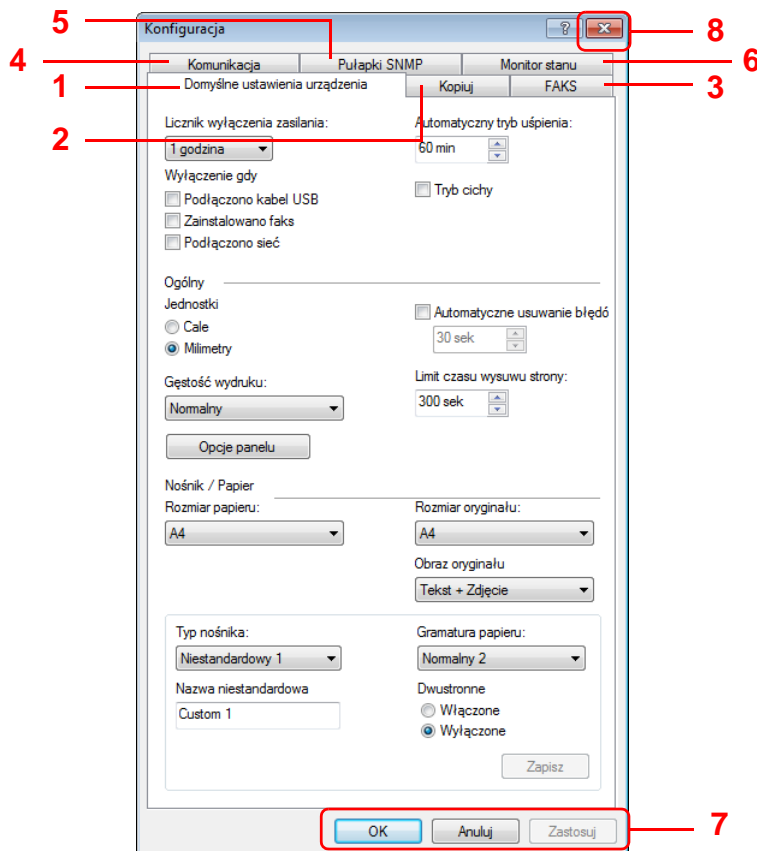 5
Konfiguracja
?
8
4
Komunikacja
Pułapki SNMP
Monitor stanu
6
1
Domyślne ustawienia urządzenia
Kopiuj
FAKS
3
2
Licznik wyłączenia zasilania:
Automatyczny tryb uśpienia:
1 godzina
60 min
Wyłączenie gdy
Podłączono kabel USB
Tryb cichy
Zainstalowano faks
Podłączono sieć
Ogólny
Jednostki
Cale
Automatyczne usuwanie błędó
Milimetry
30 sek
Gęstość wydruku:
Limit czasu wysuwu strony:
Normalny
300 sek
Opcje panelu
Nośnik / Papier
Rozmiar papieru:
Rozmiar oryginału:
A4
A4
Obraz oryginału
Tekst + Zdjęcie
Typ nośnika:
Gramatura papieru:
Niestandardowy 1
Normalny 2
Nazwa niestandardowa
Dwustronne
Custom 1
Włączone
Wyłączone
Zapisz
OK
Anuluj
Zastosuj
7